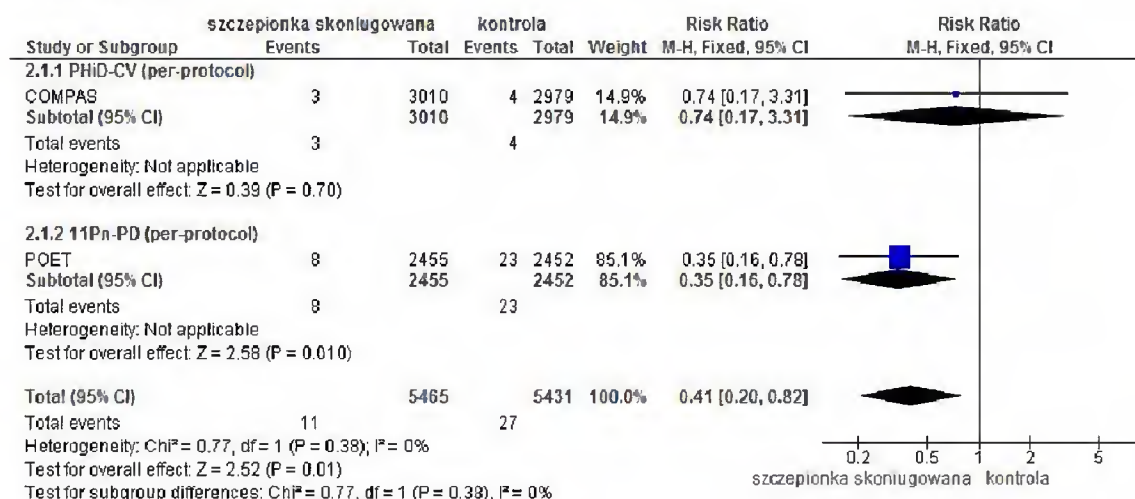 szczepionka skoniugowana kontrola Risk Ratio Risk Ratio
Study or Subgroup Events Total Events Total Weight M-H, Fixed, 95% CI M-H, Fixed, 95% CI
2.1.1 PHiD-CV (per-protocol)
COMPAS 3 3010 4 2979 14.9% 0.74 [0.17, 3.31]
Subtotal (95% CI) 3010 2979 14.9% 0.74 [0.17, 3.31]
Total events 3 4
Heterogeneity: Not applicable
Test for overall effect: Z = 0.39 (P = 0.70)
2.1.2 11Pn-PD (per-protocol)
POET 8 2455 23 2452 85.1% 0.35 [0.16, 0.78]
Subtotal (95% CI) 2455 2452 85.1% 0.35 [0.16, 0.78]
Total events 8 23
Heterogeneity: Not applicable
Test for overall effect: Z = 2.58 (P = 0.010)
Total (95% CI) 5465 5431 100.0% 0.41 [0.20, 0.82]
Total events 11 27
Heterogeneity: Chi² = 0.77, df = 1 (P = 0.38); I² = 0%
Test for overall effect: Z = 2.52 (P = 0.01)
Test for subgroup differences: Chi² = 0.77, df = 1 (P = 0.38), I² = 0%
0.2 0.5 1 2 5
szczepionka skoniugowana kontrola